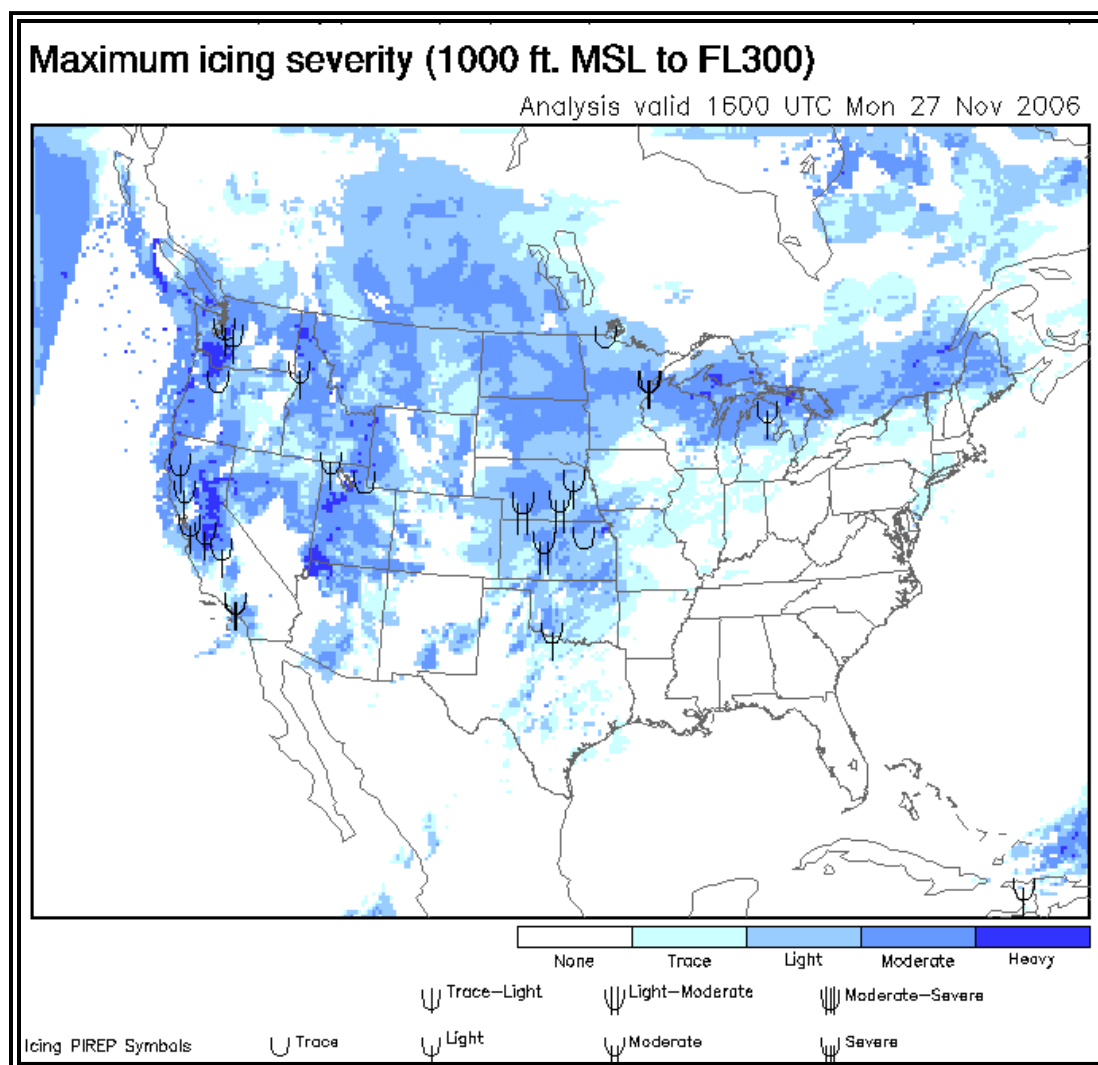 Maximum icing severity (1000 ft. MSL to FL300)
Analysis valid 1600 UTC Mon 27 Nov 2006
None Trace Light Moderate Heavy
Trace-Light Light-Moderate Moderate-Severe
Icing PIREP Symbols Trace Light Moderate Severe